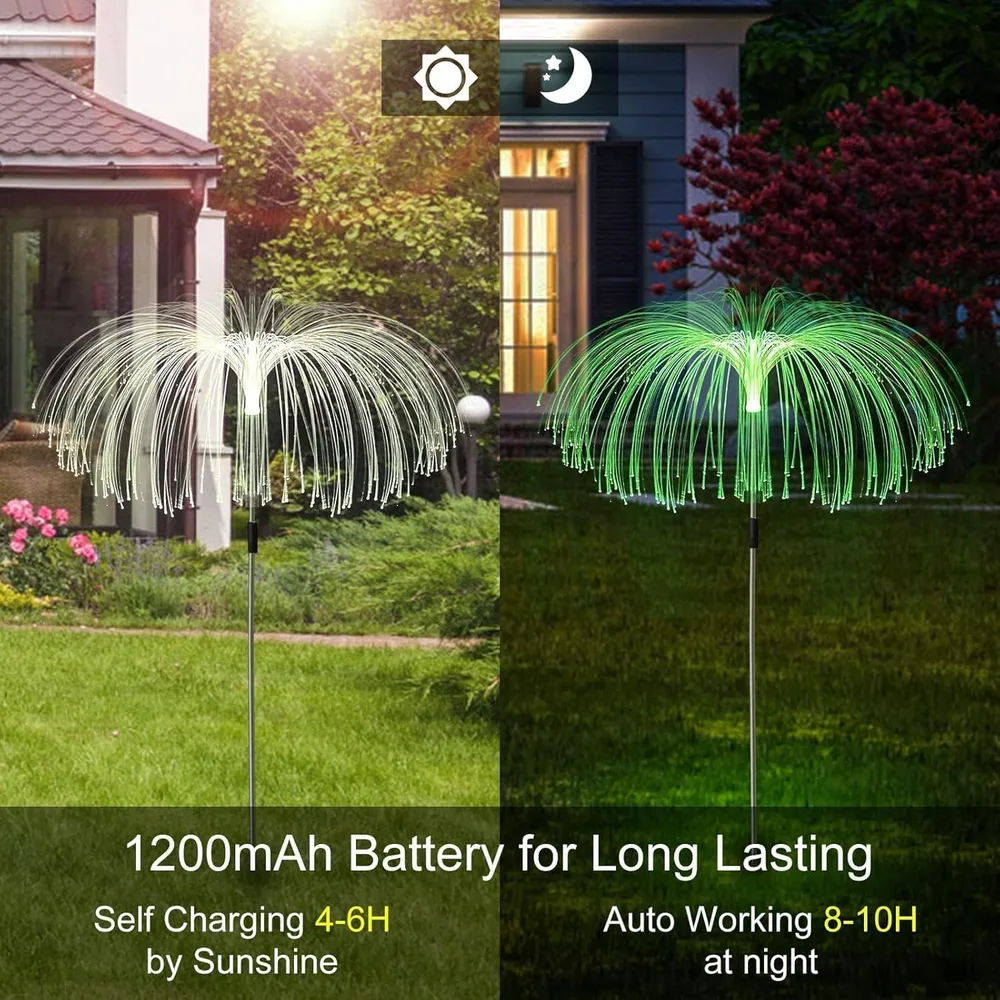 1200mAh Battery for Long Lasting
Self Charging 4-6H
by Sunshine
Auto Working 8-10H
at night